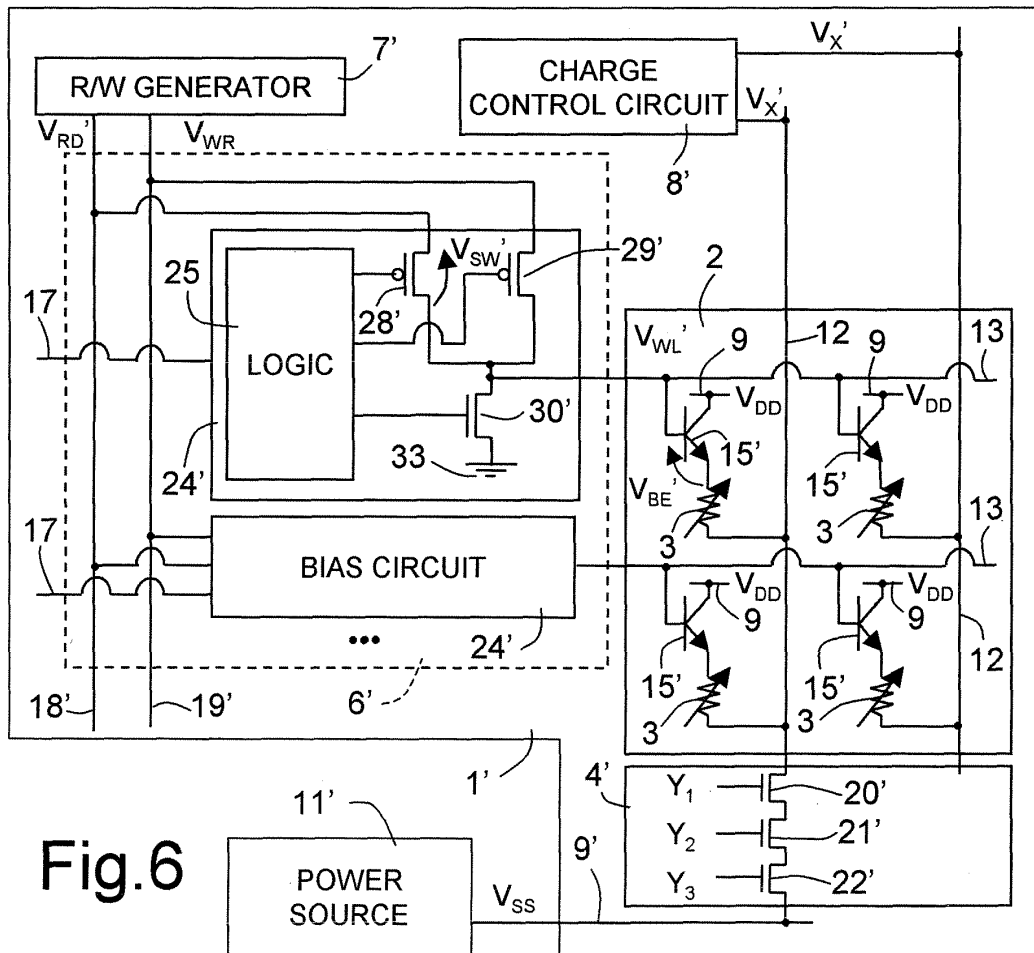 R/W GENERATOR
7'
V_RD'
V_WR
CHARGE
CONTROL CIRCUIT
V_X'
V_X'
8'
25
LOGIC
V_SW'
28'
29'
30'
33
17
24'
2
V_WL'
12
13
9
V_DD
9
V_DD
15'
15'
V_BE'
3
3
13
17
BIAS CIRCUIT
24'
•••
V_DD
9
V_DD
9
15'
15'
12
3
3
18'
19'
6'
1'
4'
Y_1
20'
Y_2
21'
Y_3
22'
11'
POWER
SOURCE
V_SS
9'
Fig.6